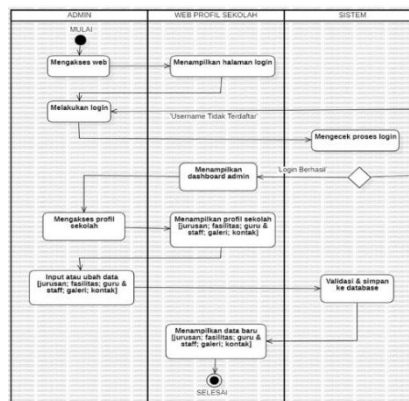 ADMIN
WEB PROFIL SEKOLAH
SISTEM
MULAI
Mengakses web
Menampilkan halaman login
Melakukan login
'Username Tidak Terdaftar'
Mengecek proses login
Menampilkan
dashboard admin
'Login Berhasil'
Mengakses profil
sekolah
Menampilkan profil sekolah
[jurusan; fasilitas; guru &
staff; galeri; kontak]
Input atau ubah data
[jurusan; fasilitas; guru &
staff; galeri; kontak]
Validasi & simpan
ke database
Menampilkan data baru
[jurusan; fasilitas; guru &
staff; galeri; kontak]
SELESAI